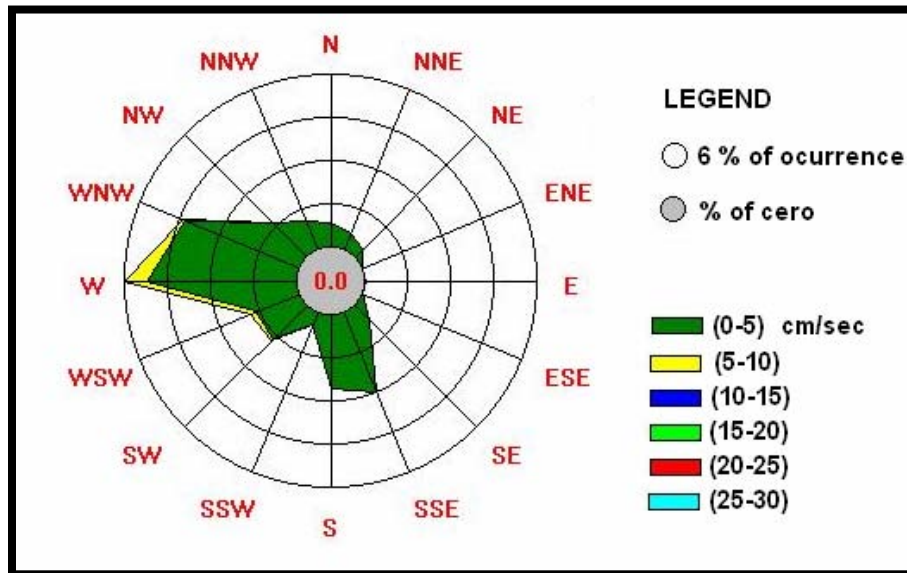 N
NNW
NNE
NW
NE
WNW
ENE
W
0.0
E
WSW
ESE
SW
SE
SSW
SSE
S
LEGEND
6 % of ocurrence
% of cero
(0-5) cm/sec
(5-10)
(10-15)
(15-20)
(20-25)
(25-30)